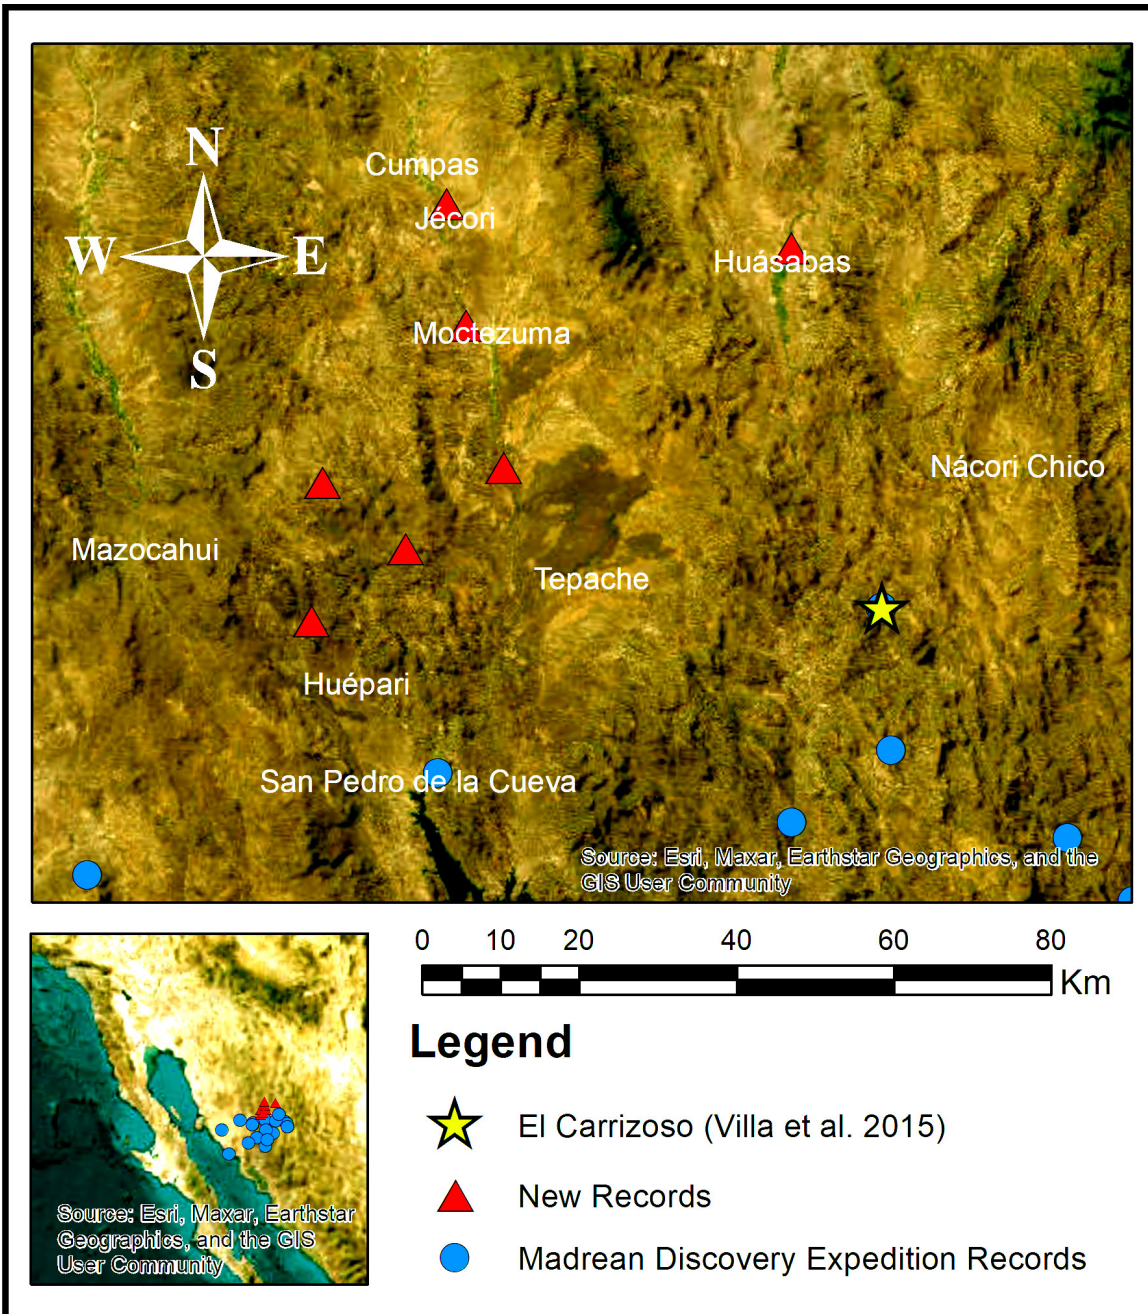 N
Cumpas
Jécori
W
E
Huásabas
Moctezuma
S
Nácori Chico
Mazocahui
Tepache
Huépari
San Pedro de la Cueva
Source: Esri, Maxar, Earthstar Geographics, and the
GIS User Community
0 10 20 40 60 80
Km
Legend
El Carrizoso (Villa et al. 2015)
New Records
Madrean Discovery Expedition Records
Source: Esri, Maxar, Earthstar
Geographics, and the GIS
User Community